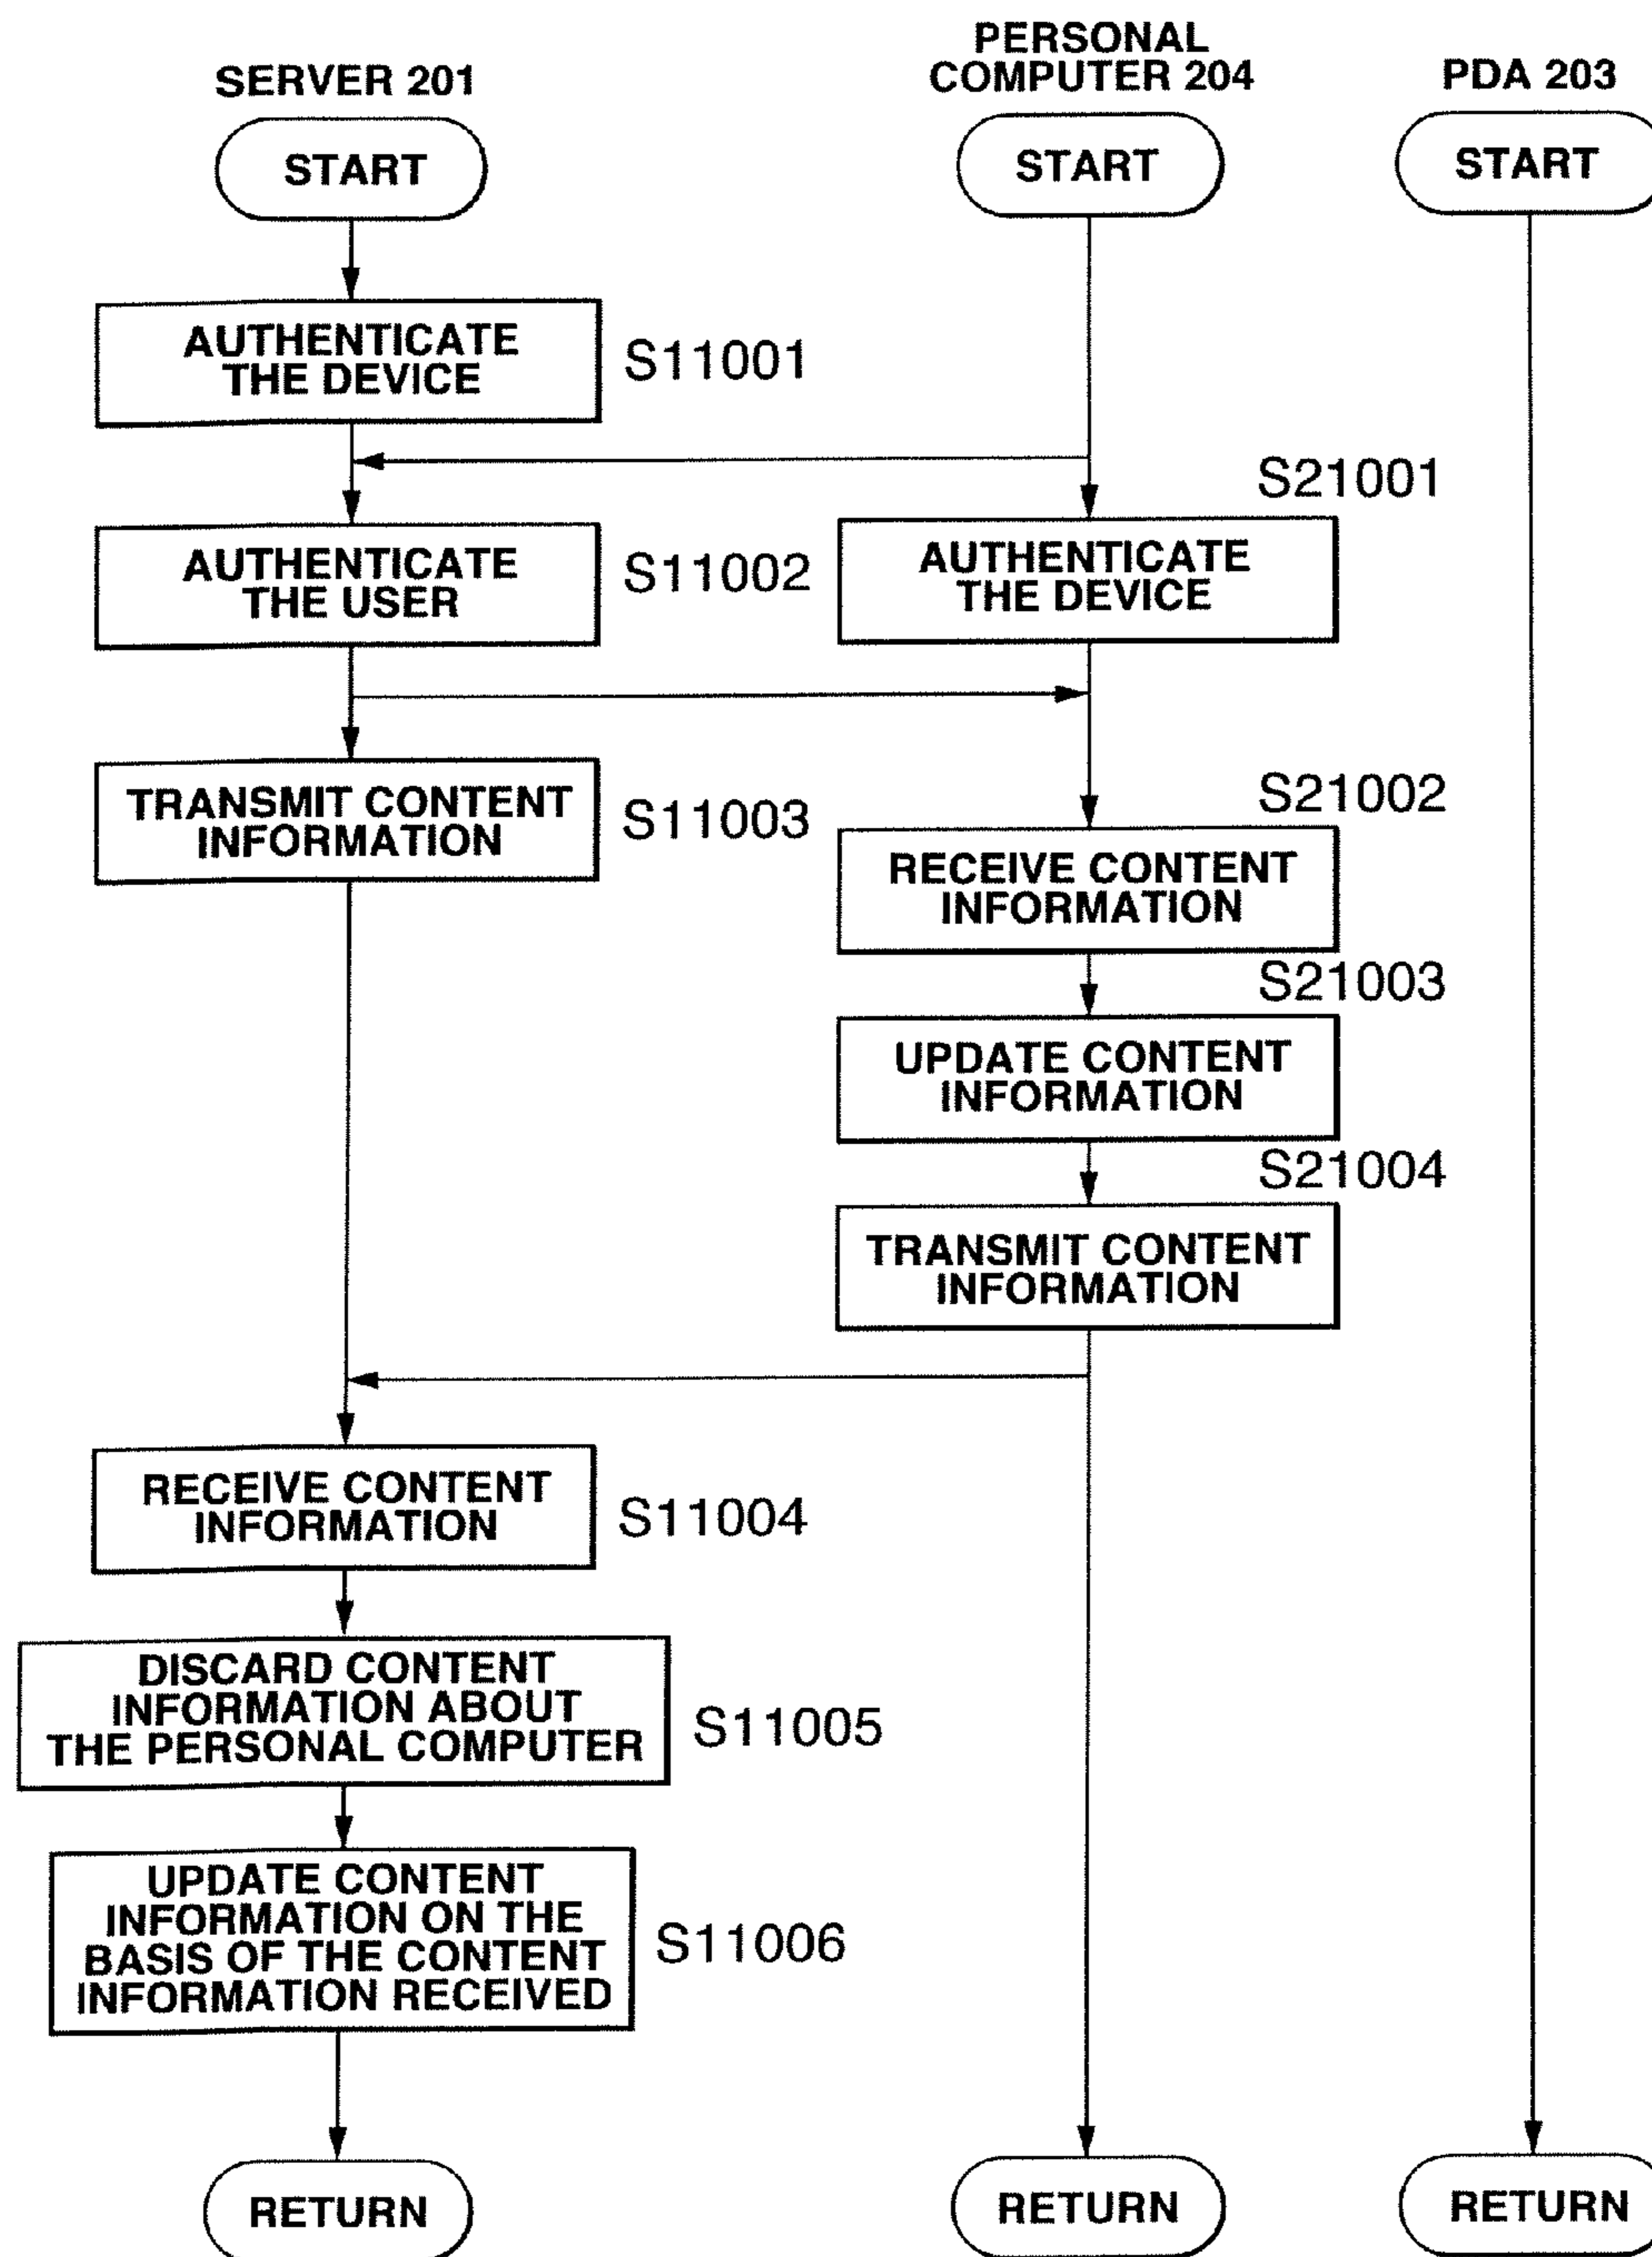 SERVER 201
PERSONAL
COMPUTER 204
PDA 203
START
START
START
AUTHENTICATE
THE DEVICE
S11001
S21001
AUTHENTICATE
THE USER
S11002
AUTHENTICATE
THE DEVICE
TRANSMIT CONTENT
INFORMATION
S11003
S21002
RECEIVE CONTENT
INFORMATION
S21003
UPDATE CONTENT
INFORMATION
S21004
TRANSMIT CONTENT
INFORMATION
RECEIVE CONTENT
INFORMATION
S11004
DISCARD CONTENT
INFORMATION ABOUT
THE PERSONAL COMPUTER
S11005
UPDATE CONTENT
INFORMATION ON THE
BASIS OF THE CONTENT
INFORMATION RECEIVED
S11006
RETURN
RETURN
RETURN